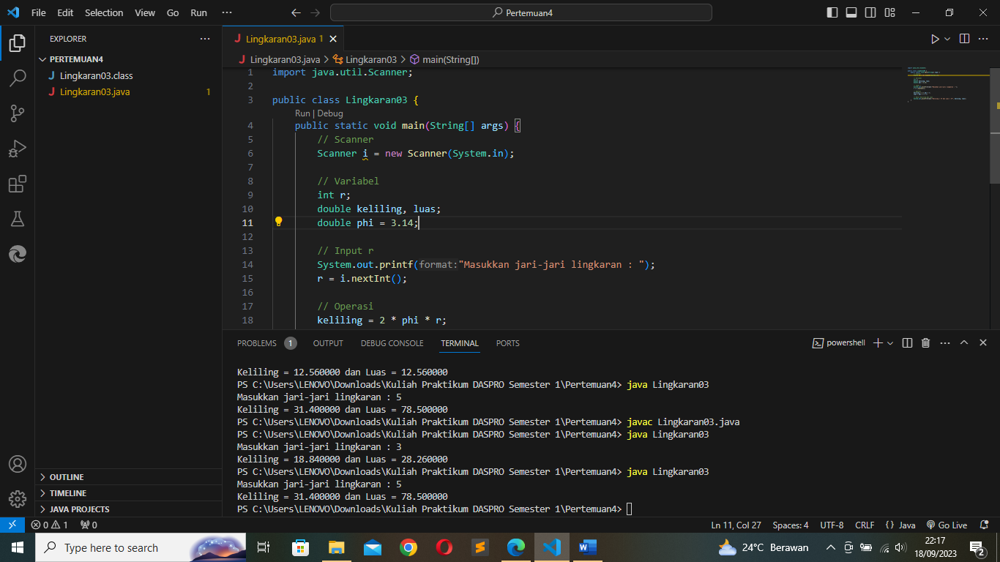 File Edit Selection View Go Run ··· Pertemuan4
EXPLORER ···
PERTEMUAN4
Lingkaran03.class
Lingkaran03.java 1
OUTLINE
TIMELINE
JAVA PROJECTS
Lingkaran03.java 1
Lingkaran03.java > Lingkaran03 > main(String[])
1 import java.util.Scanner;
2
3 public class Lingkaran03 {
Run | Debug
4 public static void main(String[] args) {
5 // Scanner
6 Scanner i = new Scanner(System.in);
7
8 // Variabel
9 int r;
10 double keliling, luas;
11 double phi = 3.14;
12
13 // Input r
14 System.out.printf(format:"Masukkan jari-jari lingkaran : ");
15 r = i.nextInt();
16
17 // Operasi
18 keliling = 2 * phi * r;
PROBLEMS 1 OUTPUT DEBUG CONSOLE TERMINAL PORTS powershell
Keliling = 12.560000 dan Luas = 12.560000
PS C:\Users\LENOVO\Downloads\Kuliah Praktikum DASPRO Semester 1\Pertemuan4> java Lingkaran03
Masukkan jari-jari lingkaran : 5
Keliling = 31.400000 dan Luas = 78.500000
PS C:\Users\LENOVO\Downloads\Kuliah Praktikum DASPRO Semester 1\Pertemuan4> javac Lingkaran03.java
PS C:\Users\LENOVO\Downloads\Kuliah Praktikum DASPRO Semester 1\Pertemuan4> java Lingkaran03
Masukkan jari-jari lingkaran : 3
Keliling = 18.840000 dan Luas = 28.260000
PS C:\Users\LENOVO\Downloads\Kuliah Praktikum DASPRO Semester 1\Pertemuan4> java Lingkaran03
Masukkan jari-jari lingkaran : 5
Keliling = 31.400000 dan Luas = 78.500000
PS C:\Users\LENOVO\Downloads\Kuliah Praktikum DASPRO Semester 1\Pertemuan4>
0 1 0 Ln 11, Col 27 Spaces: 4 UTF-8 CRLF {} Java Go Live
Type here to search 24°C Berawan 22:17
18/09/2023 2